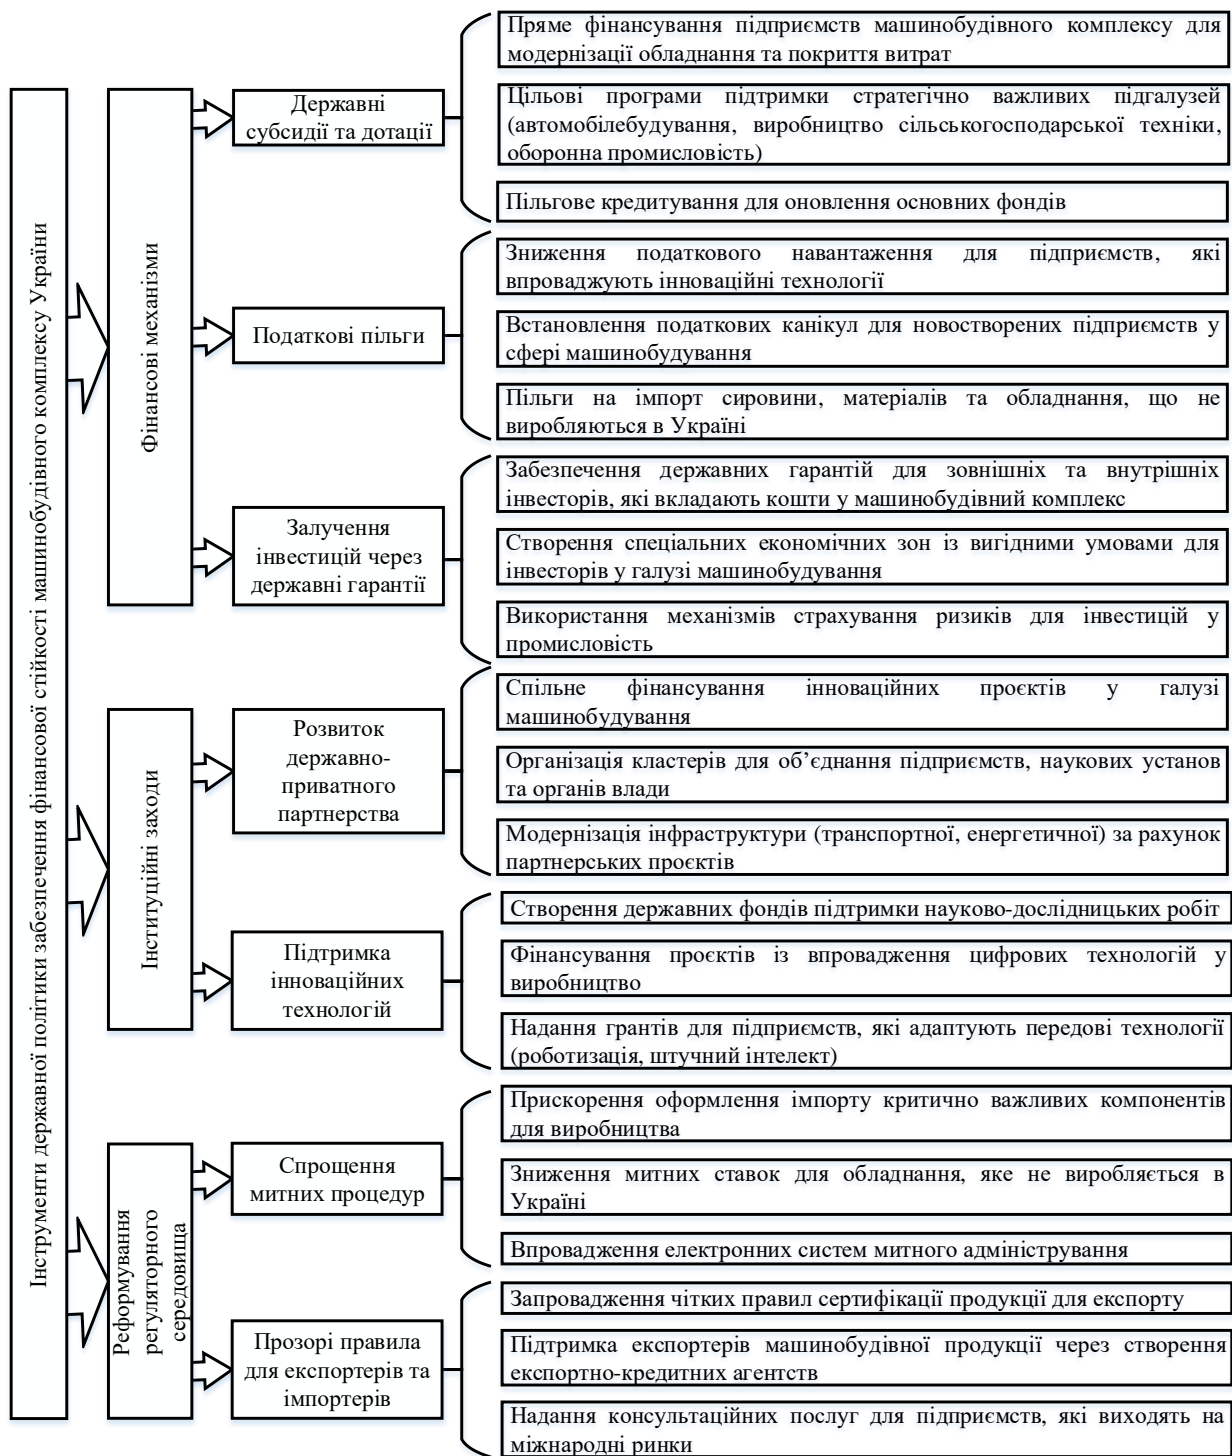 Інструменти державної політики забезпечення фінансової стійкості машинобудівного комплексу України
Фінансові механізми
Державні
субсидії та дотації
Пряме фінансування підприємств машинобудівного комплексу для
модернізації обладнання та покриття витрат
Цільові програми підтримки стратегічно важливих підгалузей
(автомобілебудування, виробництво сільськогосподарської техніки,
оборонна промисловість)
Пільгове кредитування для оновлення основних фондів
Податкові пільги
Зниження податкового навантаження для підприємств, які
впроваджують інноваційні технології
Встановлення податкових канікул для новостворених підприємств у
сфері машинобудування
Пільги на імпорт сировини, матеріалів та обладнання, що не
виробляються в Україні
Залучення
інвестицій через
державні гарантії
Забезпечення державних гарантій для зовнішніх та внутрішніх
інвесторів, які вкладають кошти у машинобудівний комплекс
Створення спеціальних економічних зон із вигідними умовами для
інвесторів у галузі машинобудування
Використання механізмів страхування ризиків для інвестицій у
промисловість
Інституційні заходи
Розвиток
державно-
приватного
партнерства
Спільне фінансування інноваційних проєктів у галузі
машинобудування
Організація кластерів для об’єднання підприємств, наукових установ
та органів влади
Модернізація інфраструктури (транспортної, енергетичної) за рахунок
партнерських проєктів
Підтримка
інноваційних
технологій
Створення державних фондів підтримки науково-дослідницьких робіт
Фінансування проєктів із впровадження цифрових технологій у
виробництво
Надання грантів для підприємств, які адаптують передові технології
(роботизація, штучний інтелект)
Реформування
регуляторного
середовища
Спрощення
митних процедур
Прискорення оформлення імпорту критично важливих компонентів
для виробництва
Зниження митних ставок для обладнання, яке не виробляється в
Україні
Впровадження електронних систем митного адміністрування
Прозорі правила
для експортерів та
імпортерів
Запровадження чітких правил сертифікації продукції для експорту
Підтримка експортерів машинобудівної продукції через створення
експортно-кредитних агентств
Надання консультаційних послуг для підприємств, які виходять на
міжнародні ринки